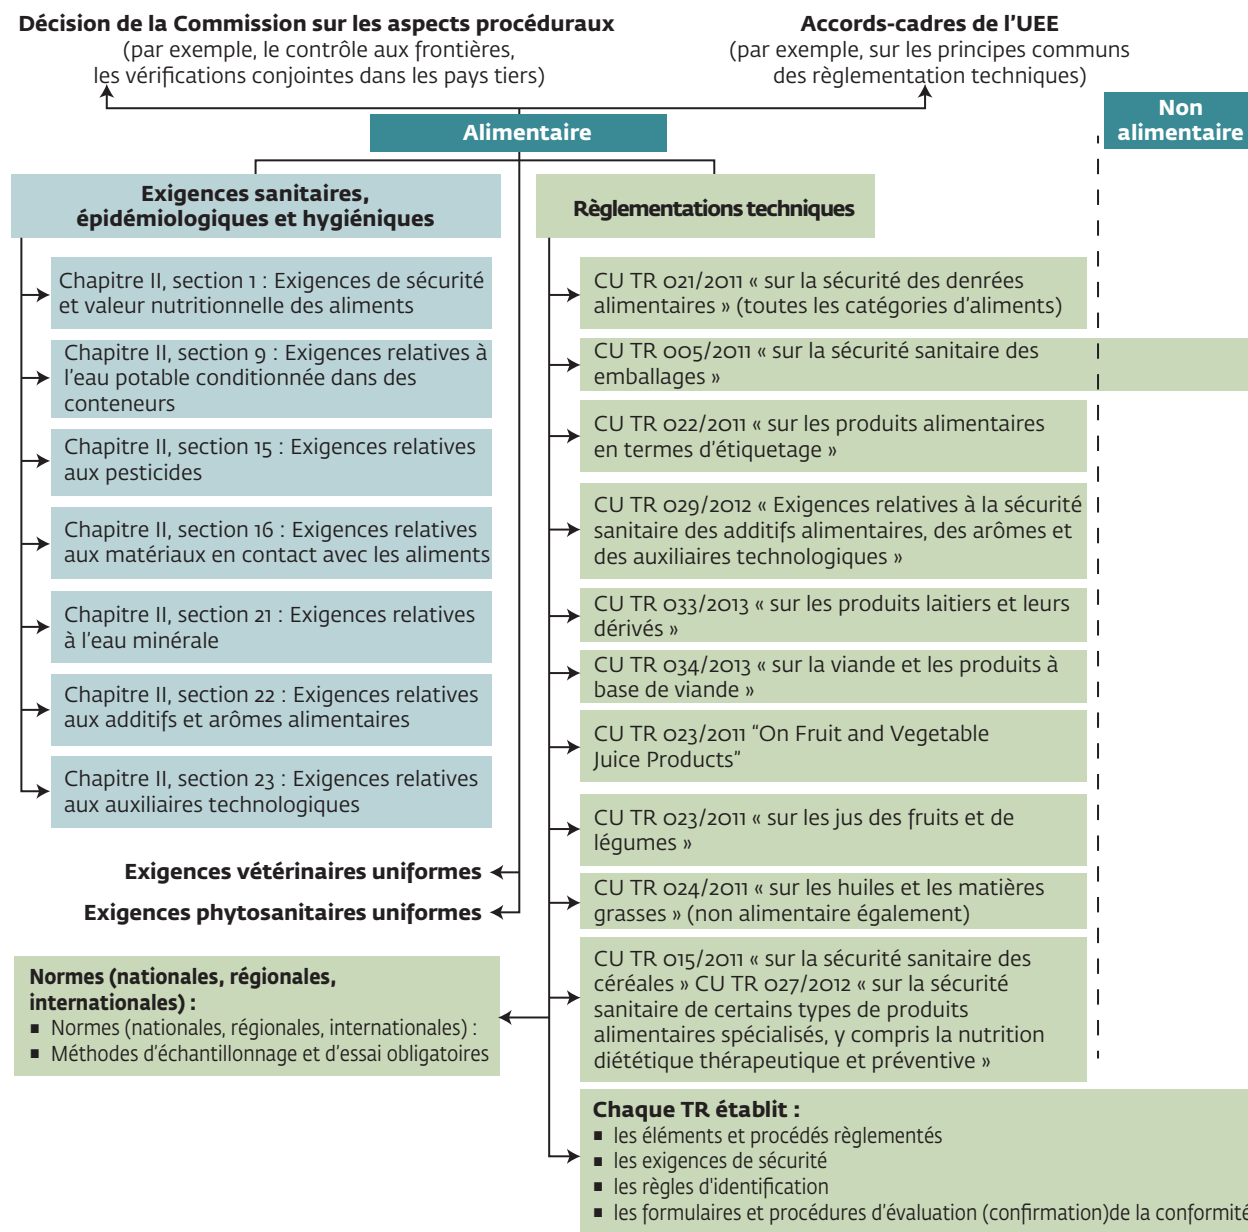 Décision de la Commission sur les aspects procéduraux
(par exemple, le contrôle aux frontières,
les vérifications conjointes dans les pays tiers)
Accords-cadres de l'UEE
(par exemple, sur les principes communs
des règlementation techniques)
Alimentaire
Non
alimentaire
Exigences sanitaires,
épidémiologiques et hygiéniques
Chapitre II, section 1 : Exigences de sécurité
et valeur nutritionnelle des aliments
Chapitre II, section 9 : Exigences relatives à
l'eau potable conditionnée dans des
conteneurs
Chapitre II, section 15 : Exigences relatives
aux pesticides
Chapitre II, section 16 : Exigences relatives
aux matériaux en contact avec les aliments
Chapitre II, section 21 : Exigences relatives
à l'eau minérale
Chapitre II, section 22 : Exigences relatives
aux additifs et arômes alimentaires
Chapitre II, section 23 : Exigences relatives
aux auxiliaires technologiques
Exigences vétérinaires uniformes
Exigences phytosanitaires uniformes
Normes (nationales, régionales,
internationales) :
▪ Normes (nationales, régionales, internationales) :
▪ Méthodes d'échantillonnage et d'essai obligatoires
Règlementations techniques
CU TR 021/2011 « sur la sécurité des denrées
alimentaires » (toutes les catégories d'aliments)
CU TR 005/2011 « sur la sécurité sanitaire des
emballages »
CU TR 022/2011 « sur les produits alimentaires
en termes d'étiquetage »
CU TR 029/2012 « Exigences relatives à la sécurité
sanitaire des additifs alimentaires, des arômes et
des auxiliaires technologiques »
CU TR 033/2013 « sur les produits laitiers et leurs
dérivés »
CU TR 034/2013 « sur la viande et les produits à
base de viande »
CU TR 023/2011 “On Fruit and Vegetable
Juice Products”
CU TR 023/2011 « sur les jus des fruits et de
légumes »
CU TR 024/2011 « sur les huiles et les matières
grasses » (non alimentaire également)
CU TR 015/2011 « sur la sécurité sanitaire des
céréales » CU TR 027/2012 « sur la sécurité
sanitaire de certains types de produits
alimentaires spécialisés, y compris la nutrition
diététique thérapeutique et préventive »
Chaque TR établit :
▪ les éléments et procédés règlementés
▪ les exigences de sécurité
▪ les règles d'identification
▪ les formulaires et procédures d'évaluation (confirmation)de la conformité